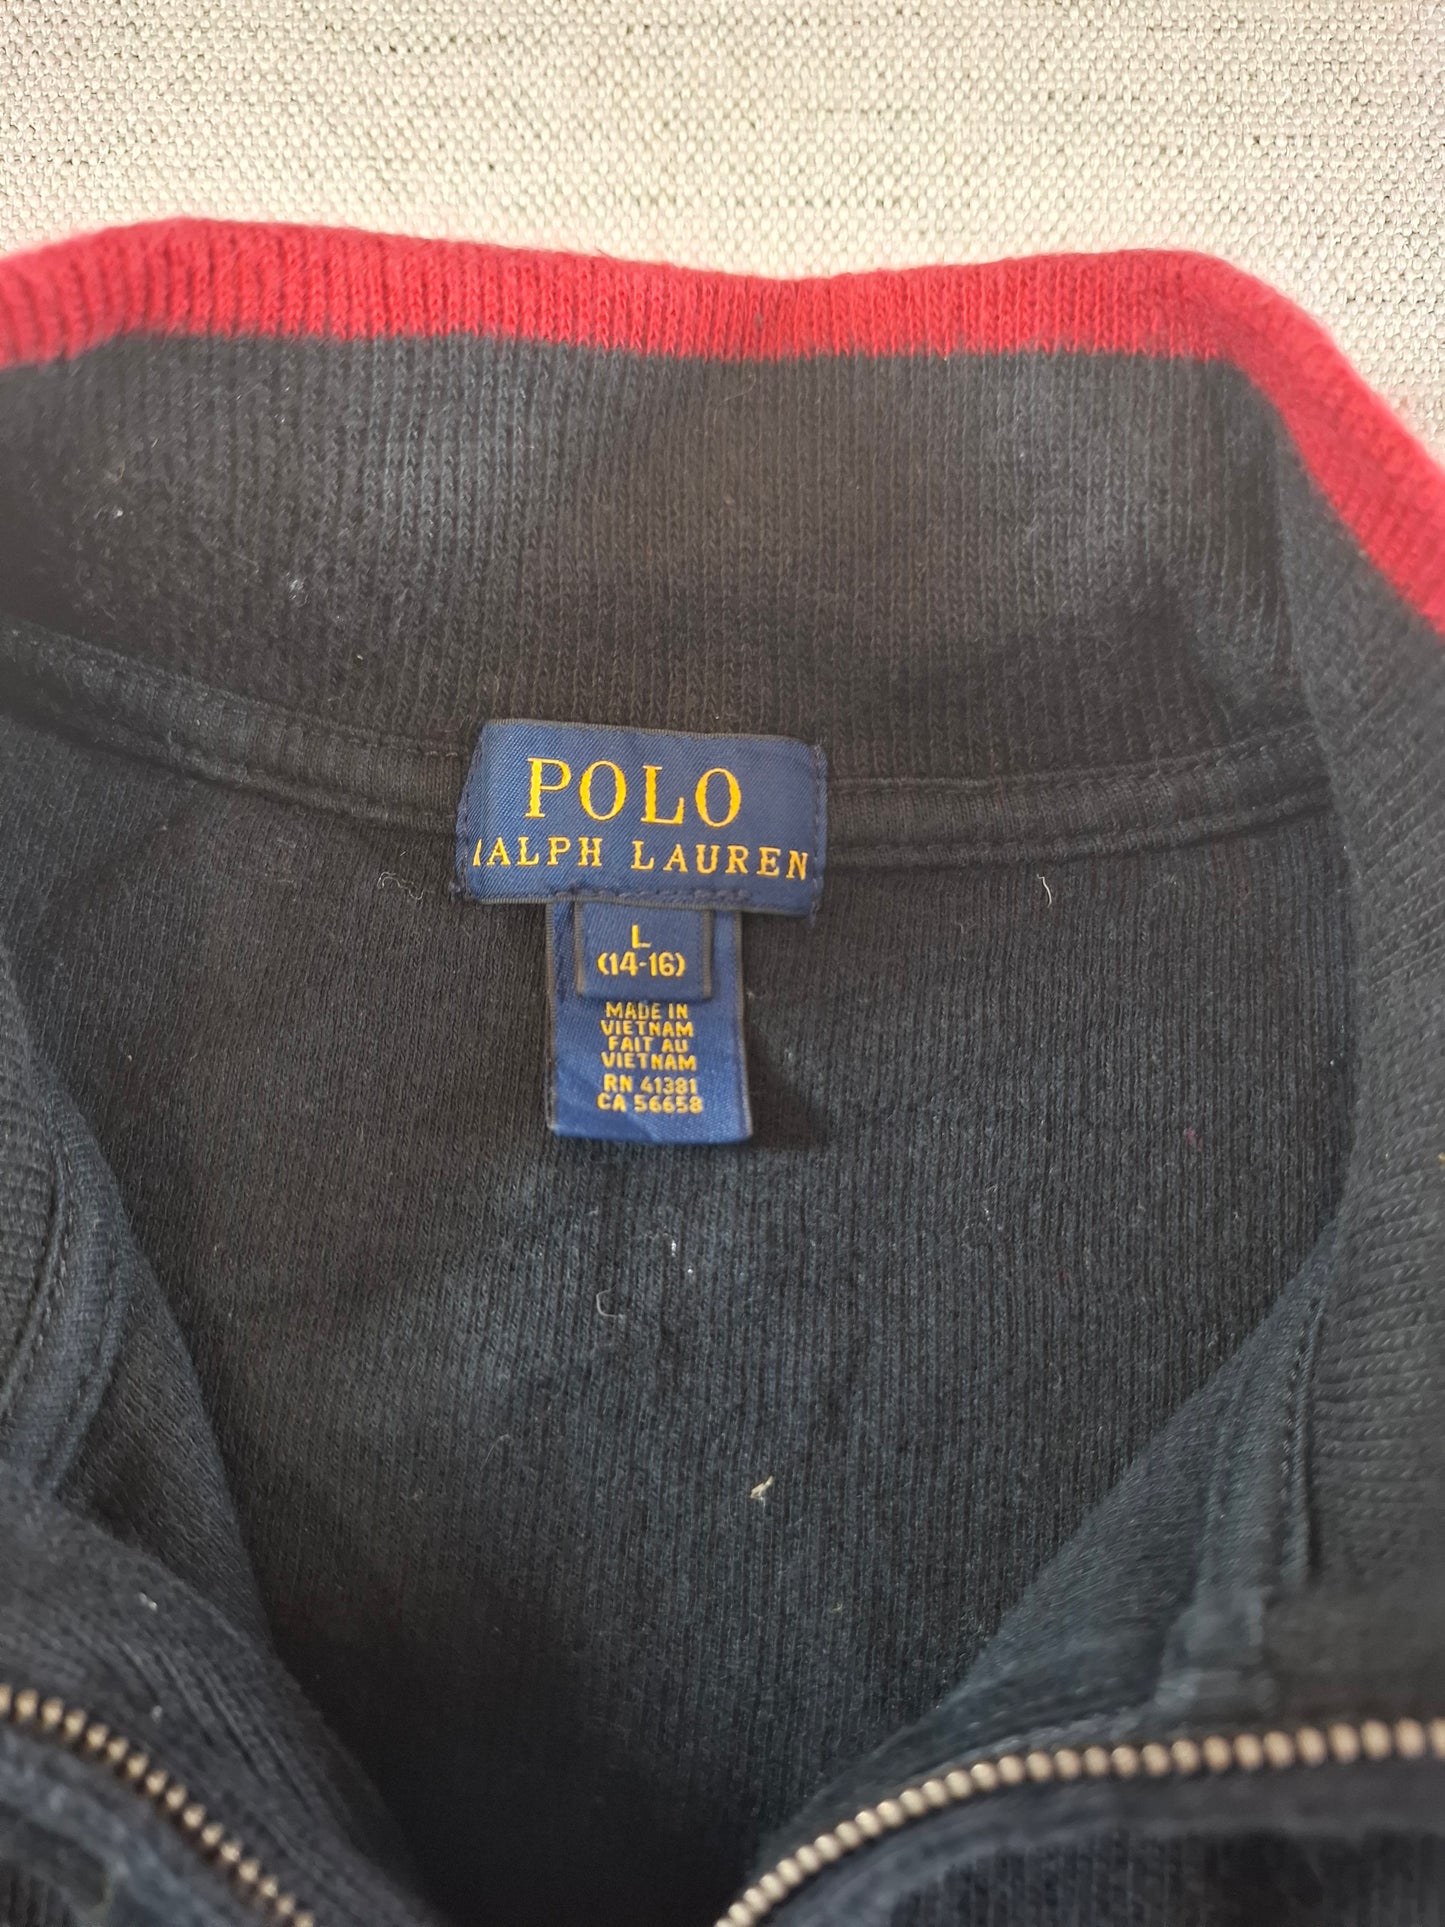 POLO
RALPH LAUREN
L
(14-16)
MADE IN
VIETNAM
FAIT AU
VIETNAM
RN 41381
CA 56658